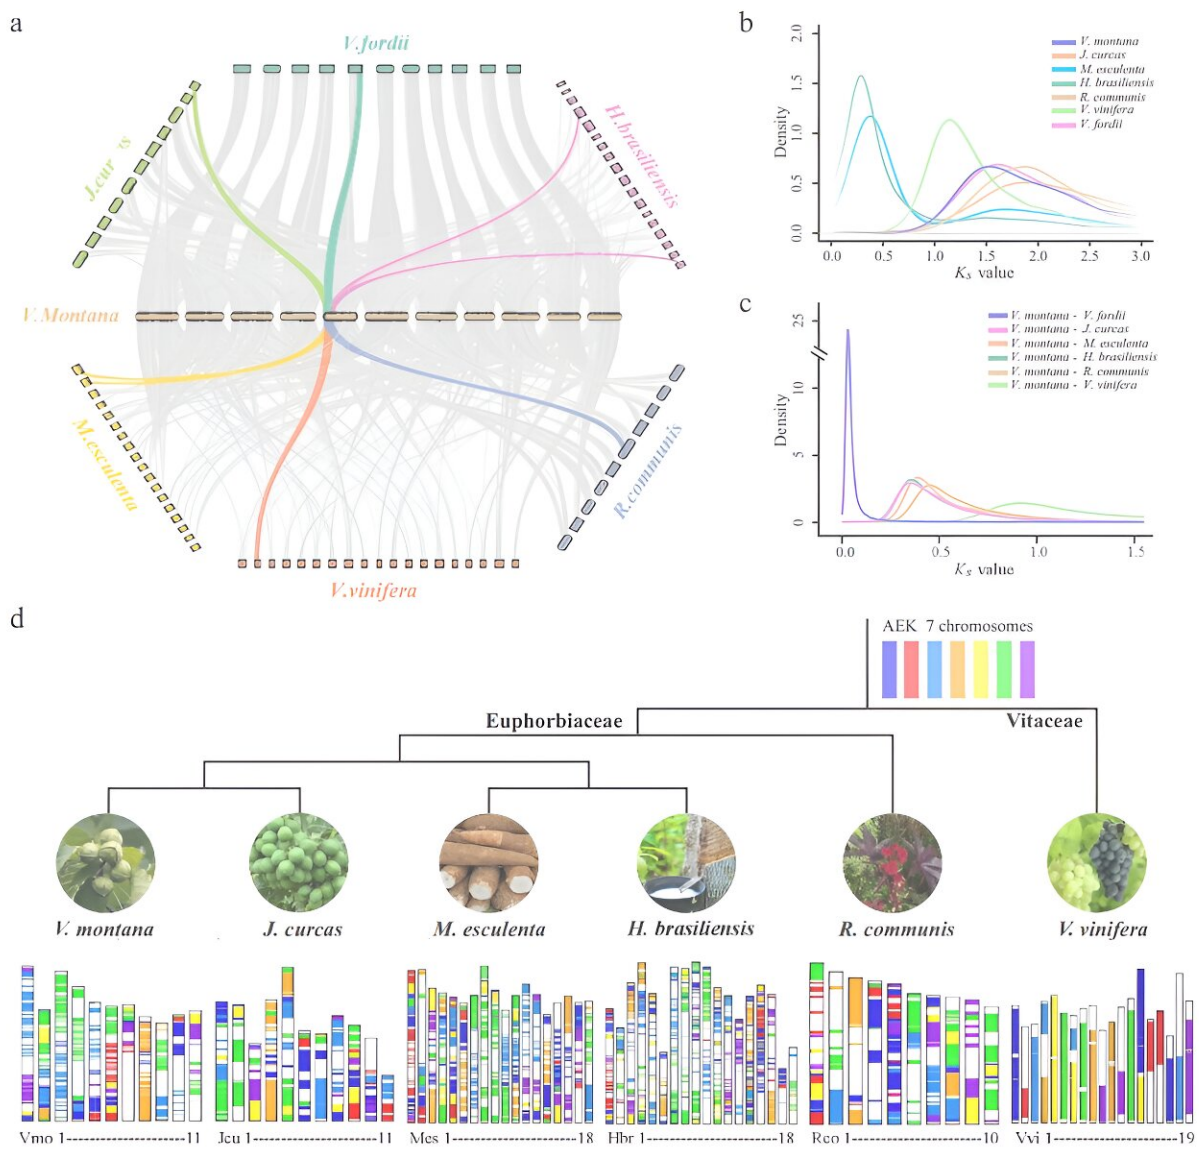 a
V.fordii
H.brasiliensis
V.Montana
M.esculenta
R.communis
V.vinifera
b
2.0
1.5
1.0
0.5
0.0
Density
V. montana
J. curcas
M. esculenta
H. brasiliensis
R. communis
V. vinifera
V. fordii
0.0 0.5 1.0 1.5 2.0 2.5 3.0
Ks value
c
25
10
5
0
Density
V. montana - V. fordii
V. montana - J. curcas
V. montana - M. esculenta
V. montana - H. brasiliensis
V. montana - R. communis
V. montana - V. vinifera
0.0 0.5 1.0 1.5
Ks value
d
AEK 7 chromosomes
Euphorbiaceae Vitaceae
V. montana J. curcas M. esculenta H. brasiliensis R. communis V. vinifera
Vmo 1--------------------11 Jcu 1--------------------11 Mes 1--------------------18 Hbr 1--------------------18 Rco 1--------------------10 Vvi 1--------------------19